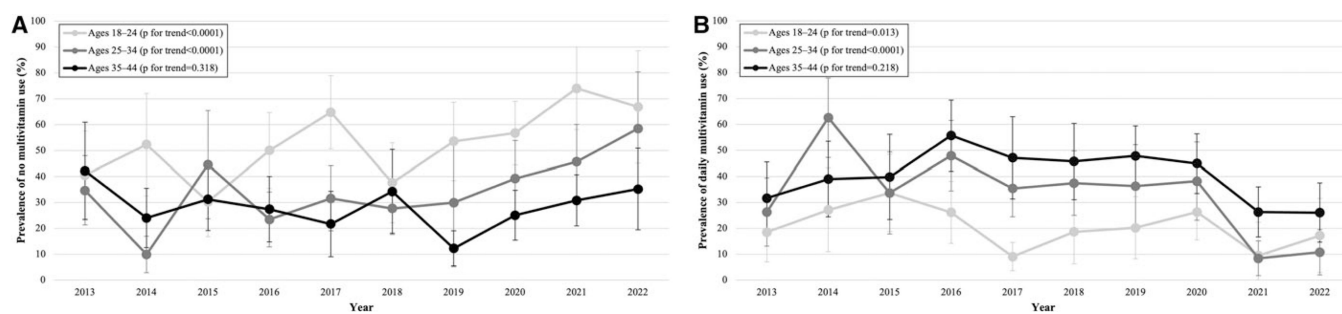 A
Prevalence of no multivitamin use (%)
100
90
80
70
60
50
40
30
20
10
0
Ages 18–24 (p for trend<0.0001)
Ages 25–34 (p for trend<0.0001)
Ages 35–44 (p for trend=0.318)
2013 2014 2015 2016 2017 2018 2019 2020 2021 2022
Year
B
Prevalence of daily multivitamin use (%)
100
90
80
70
60
50
40
30
20
10
0
Ages 18–24 (p for trend=0.013)
Ages 25–34 (p for trend<0.0001)
Ages 35–44 (p for trend=0.218)
2013 2014 2015 2016 2017 2018 2019 2020 2021 2022
Year